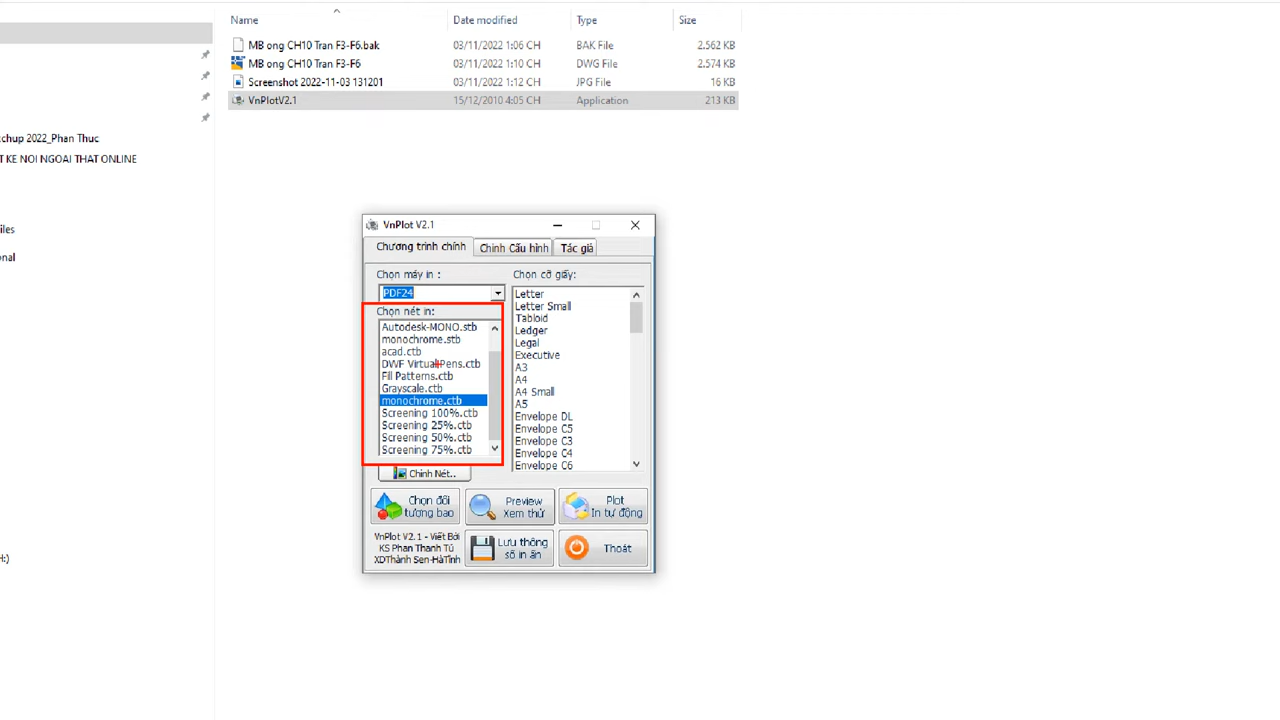 Name Date modified Type Size
MB ong CH10 Tran F3-F6.bak 03/11/2022 1:06 CH BAK File 2,562 KB
MB ong CH10 Tran F3-F6 03/11/2022 1:10 CH DWG File 2,574 KB
Screenshot 2022-11-03 131201 03/11/2022 1:12 CH JPG File 16 KB
VnPlotV2.1 15/12/2010 4:05 CH Application 213 KB
tchup 2022_Phan Thuc
T KE NOI NGOAI THAT ONLINE
iles
onal
H:)
VnPlot V2.1
Chương trình chính Chỉnh Cấu hình Tác giả
Chọn máy in :
PDF24
Chọn nét in:
Autodesk-MONO.stb
monochrome.stb
acad.ctb
DWF Virtual Pens.ctb
Fill Patterns.ctb
Grayscale.ctb
monochrome.ctb
Screening 100%.ctb
Screening 25%.ctb
Screening 50%.ctb
Screening 75%.ctb
Chỉnh Nét..
Chọn cỡ giấy:
Letter
Letter Small
Tabloid
Ledger
Legal
Executive
A3
A4
A4 Small
A5
Envelope DL
Envelope C5
Envelope C3
Envelope C4
Envelope C6
Chọn đối
tượng bao
Preview
Xem thử
Plot
In tự động
VnPlot V2.1 - Viết Bởi
KS Phan Thanh Tú
XDThành Sen-HàTĩnh
Lưu thông
số in ấn
Thoát